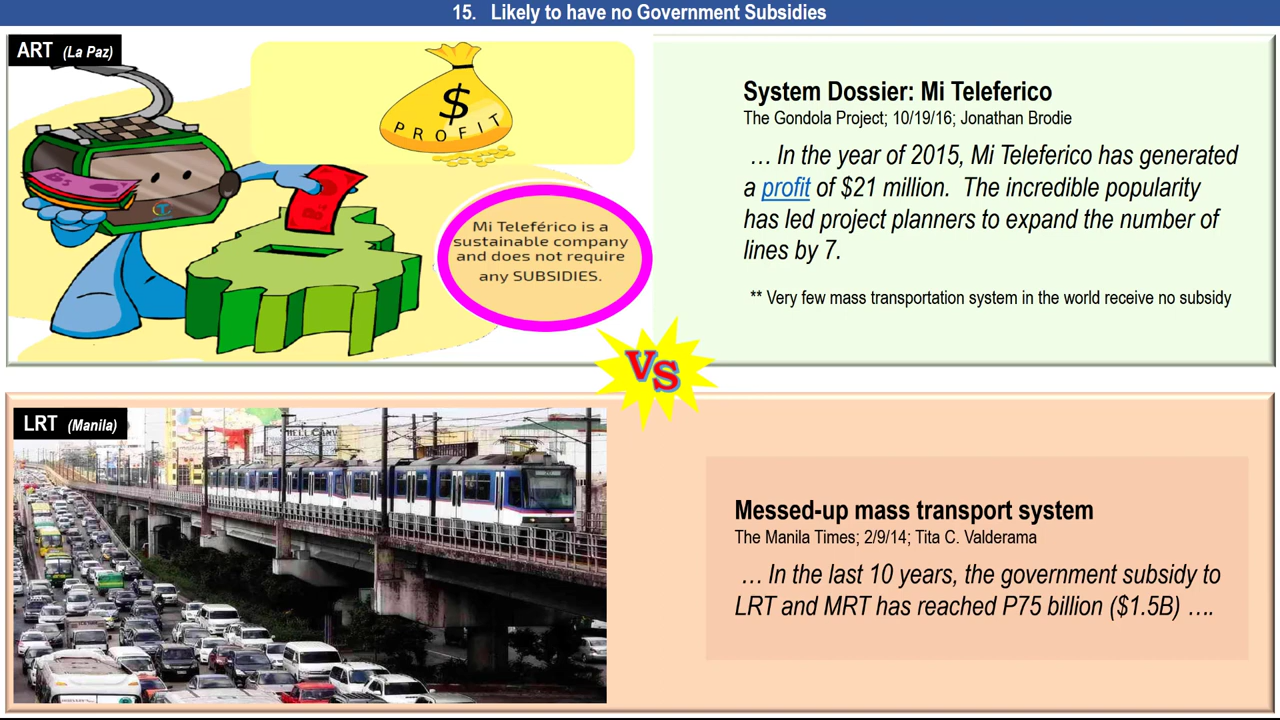 15. Likely to have no Government Subsidies
ART (La Paz)
$
PROFIT
System Dossier: Mi Teleferico
The Gondola Project; 10/19/16; Jonathan Brodie
… In the year of 2015, Mi Teleferico has generated
a profit of $21 million. The incredible popularity
has led project planners to expand the number of
lines by 7.
** Very few mass transportation system in the world receive no subsidy
Mi Teleférico is a
sustainable company
and does not require
any SUBSIDIES.
VS
LRT (Manila)
Messed-up mass transport system
The Manila Times; 2/9/14; Tita C. Valderama
… In the last 10 years, the government subsidy to
LRT and MRT has reached P75 billion ($1.5B) ….